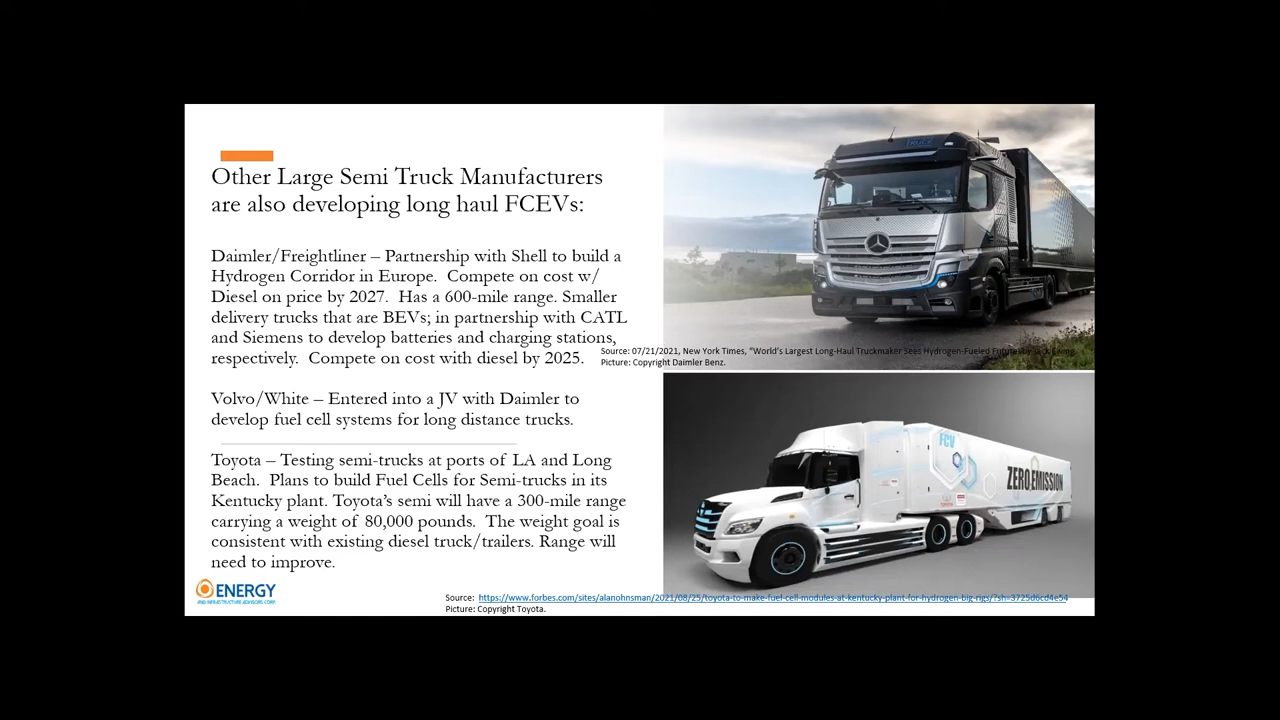 Other Large Semi Truck Manufacturers
are also developing long haul FCEVs:
Daimler/Freightliner – Partnership with Shell to build a
Hydrogen Corridor in Europe.  Compete on cost w/
Diesel on price by 2027.  Has a 600-mile range. Smaller
delivery trucks that are BEVs; in partnership with CATL
and Siemens to develop batteries and charging stations,
respectively.  Compete on cost with diesel by 2025.
Source: 07/21/2021, New York Times, "World's Largest Long-Haul Truckmaker Sees Hydrogen-Fueled Future, by Jack Ewing.
Picture: Copyright Daimler Benz.
Volvo/White – Entered into a JV with Daimler to
develop fuel cell systems for long distance trucks.
Toyota – Testing semi-trucks at ports of LA and Long
Beach.  Plans to build Fuel Cells for Semi-trucks in its
Kentucky plant. Toyota's semi will have a 300-mile range
carrying a weight of 80,000 pounds.  The weight goal is
consistent with existing diesel truck/trailers. Range will
need to improve.
FCV
ZERO EMISSION
ENERGY
AND INFRASTRUCTURE ADVISORS CORP.
Source:  https://www.forbes.com/sites/alanohnsman/2021/08/25/toyota-to-make-fuel-cell-modules-at-kentucky-plant-for-hydrogen-big-rigs/?sh=3725d6cd4e54
Picture: Copyright Toyota.